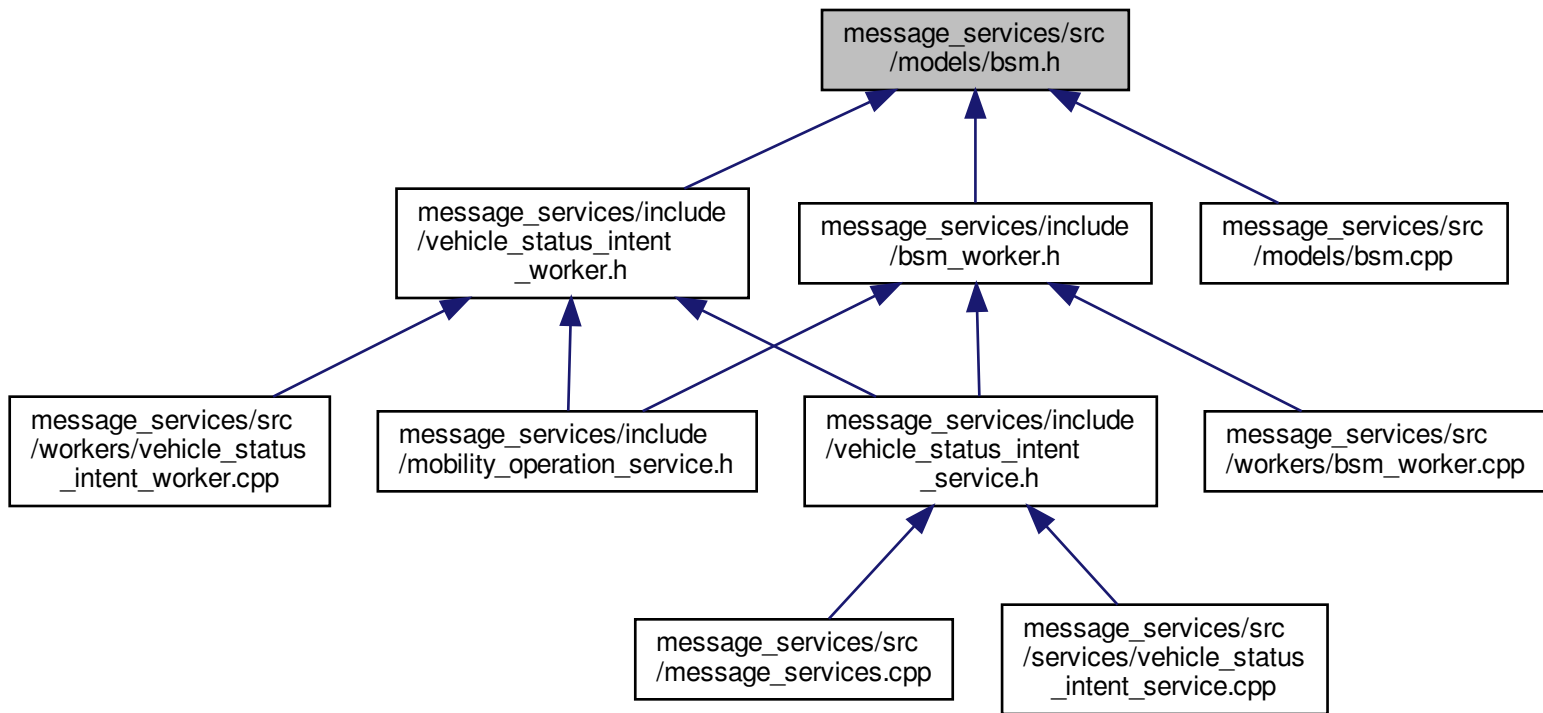 message_services/src
/models/bsm.h
message_services/include
/vehicle_status_intent
_worker.h
message_services/include
/bsm_worker.h
message_services/src
/models/bsm.cpp
message_services/src
/workers/vehicle_status
_intent_worker.cpp
message_services/include
/mobility_operation_service.h
message_services/include
/vehicle_status_intent
_service.h
message_services/src
/workers/bsm_worker.cpp
message_services/src
/message_services.cpp
message_services/src
/services/vehicle_status
_intent_service.cpp